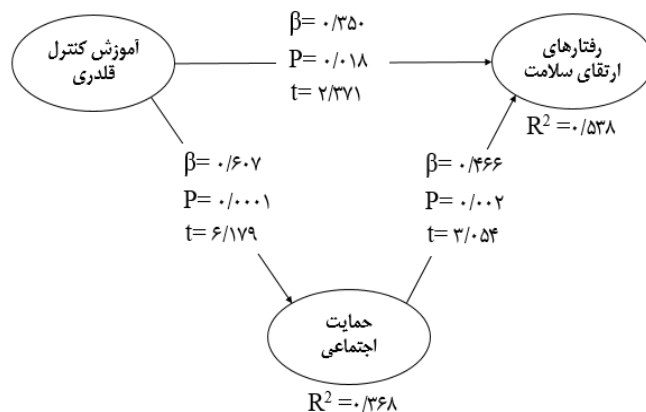 β= ۰/۳۵۰
P= ۰/۰۱۸
t= ۲/۳۷۱
آموزش کنترل
قلدری
رفتارهای
ارتقای سلامت
R² =۰/۵۳۸
β= ۰/۶۰۷
P= ۰/۰۰۰۱
t= ۶/۱۷۹
β= ۰/۴۶۶
P= ۰/۰۰۲
t= ۳/۰۵۴
حمایت
اجتماعی
R² =۰/۳۶۸